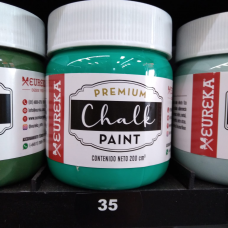 EUREKA
PREMIUM
Chalk
PAINT
CONTENIDO NETO 200 cm³
EUREKA
EUREKA
35